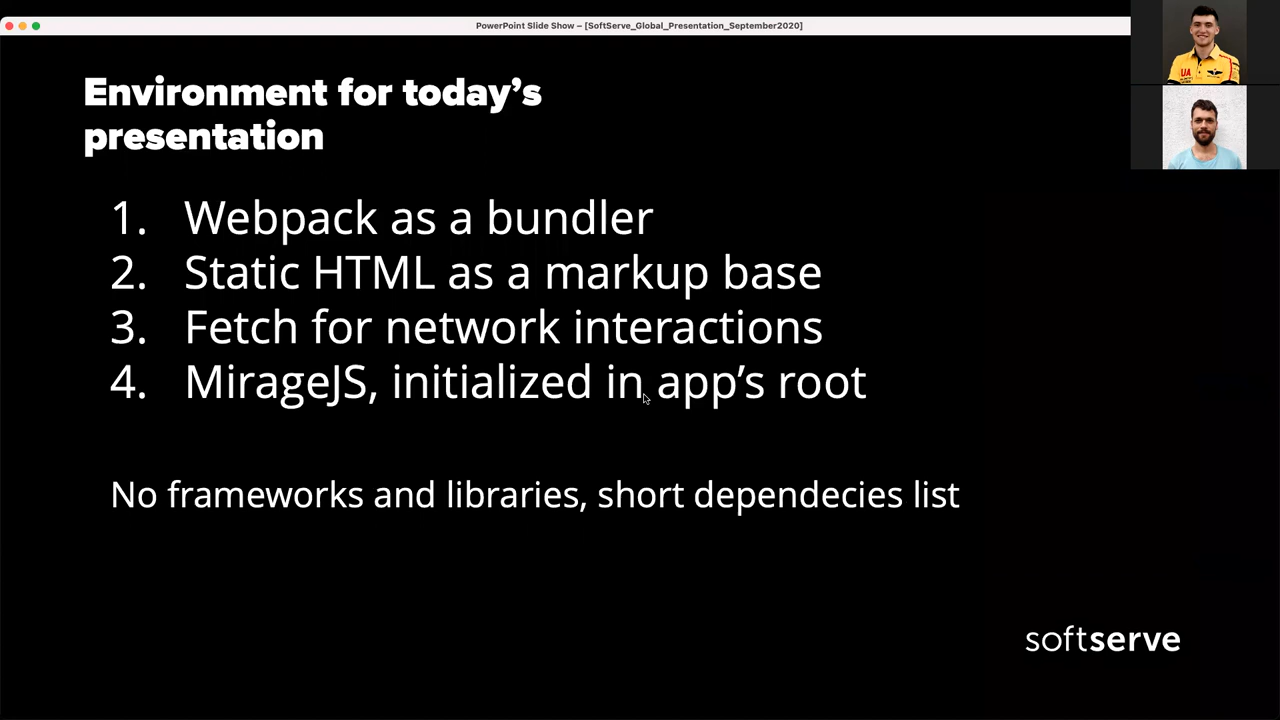 PowerPoint Slide Show – [SoftServe_Global_Presentation_September2020]
Environment for today’s
presentation
1. Webpack as a bundler
2. Static HTML as a markup base
3. Fetch for network interactions
4. MirageJS, initialized in app’s root
No frameworks and libraries, short dependecies list
softserve
UA